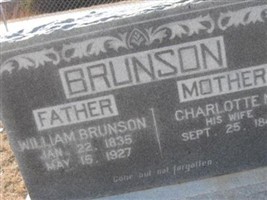 BRUNSON
FATHER
WILLIAM BRUNSON
JAN. 22, 1835
MAY 15, 1927
MOTHER
CHARLOTTE
HIS WIFE
SEPT. 25,
Gone but not forgotten